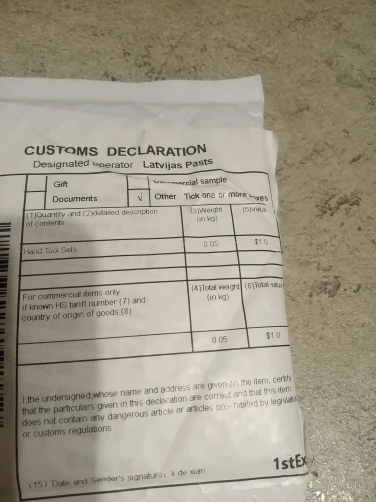 CUSTOMS DECLARATION
Designated operator Latvijas Pasts
Gift
Commercial sample
Documents
√ Other Tick one or more boxes
(1)Quantity and (2)detailed description
of contents
(3)Weight
(in kg)
(5)Value
Hand Tool Sets
0.05
$1.0
For commercial items only
if known HS tariff number (7) and
country of origin of goods (8)
(4)Total weight
(in kg)
(6)Total value
0.05
$1.0
I,the undersigned,whose name and address are given on the item, certify
that the particulars given in this declaration are correct and that this item
does not contain any dangerous article or articles pro- hibited by legislation
or customs regulations
(15) Date and Sender's signature: li de xian
1stEx